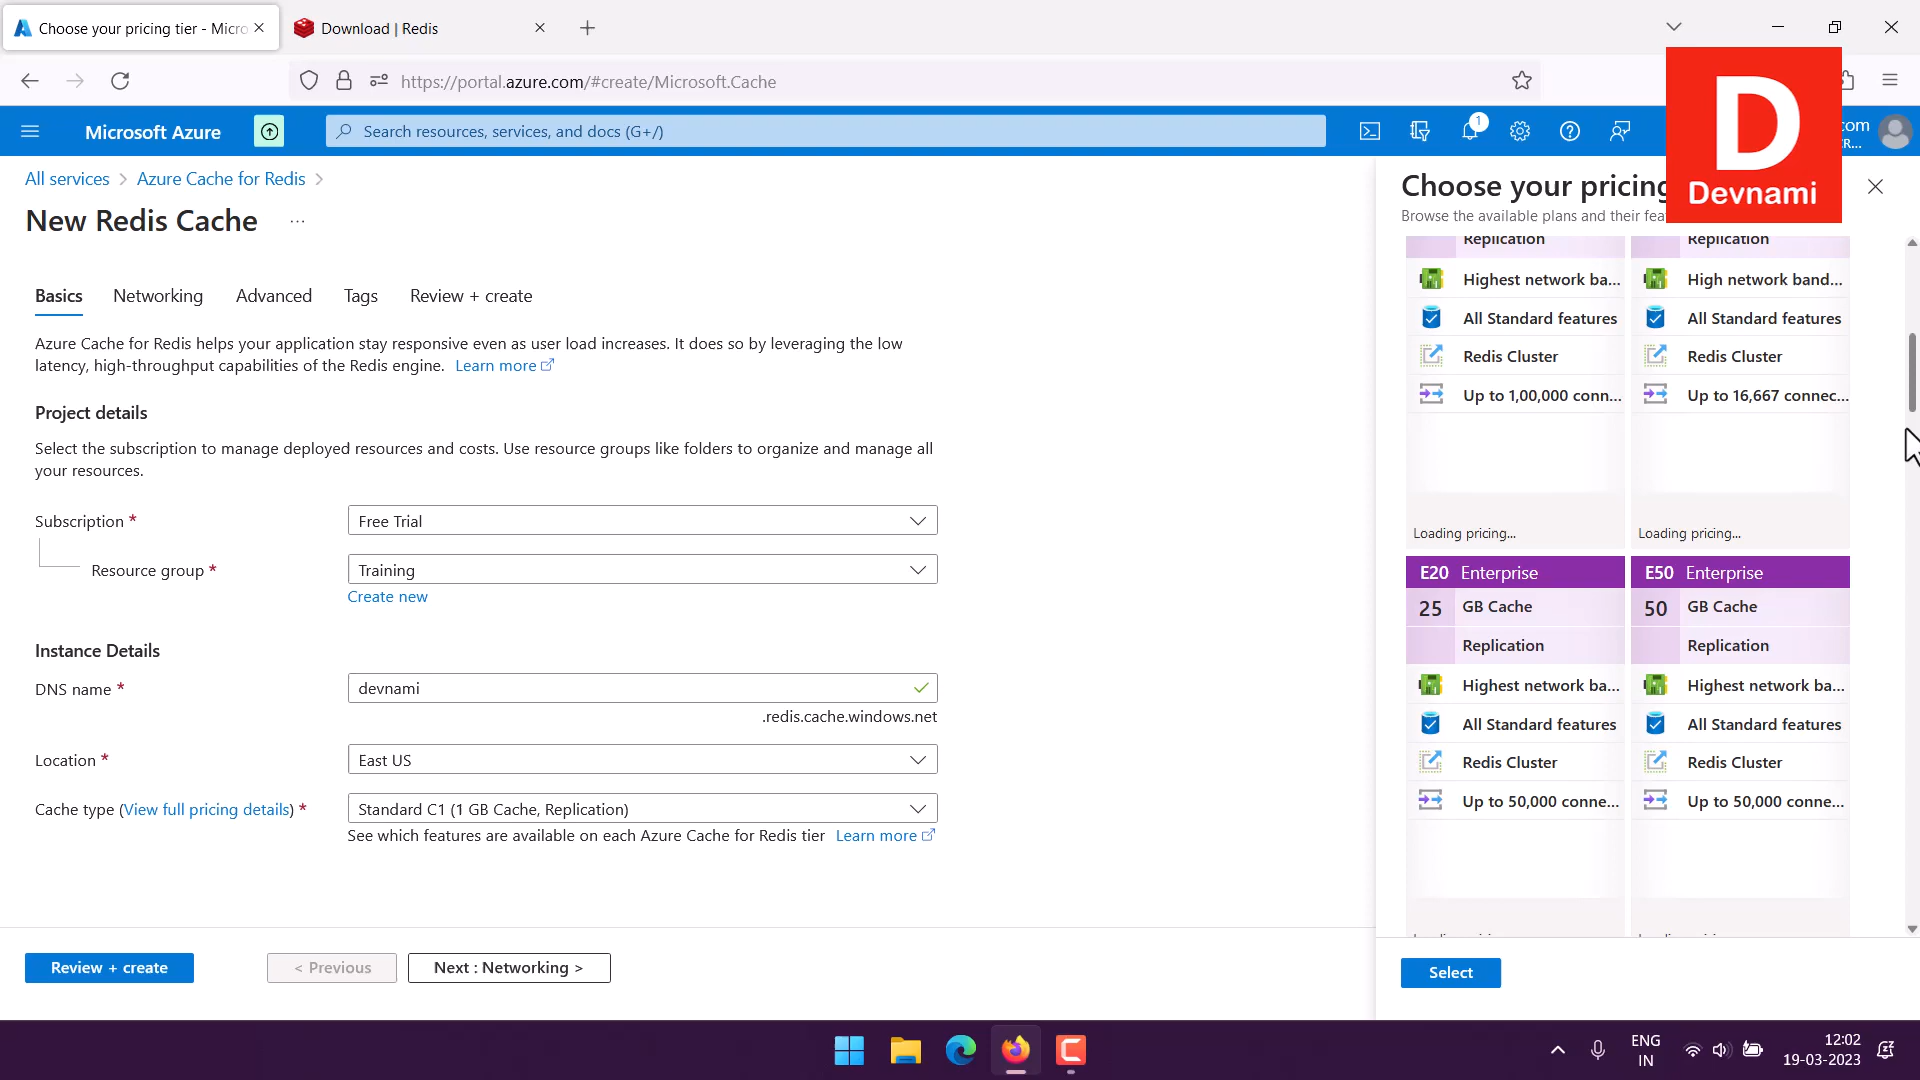 Choose your pricing tier - Micro
Download | Redis
https://portal.azure.com/#create/Microsoft.Cache
Microsoft Azure
Search resources, services, and docs (G+/)
1
com
R...
D
Devnami
All services > Azure Cache for Redis >
New Redis Cache ...
Basics
Networking
Advanced
Tags
Review + create
Azure Cache for Redis helps your application stay responsive even as user load increases. It does so by leveraging the low
latency, high-throughput capabilities of the Redis engine. Learn more
Project details
Select the subscription to manage deployed resources and costs. Use resource groups like folders to organize and manage all
your resources.
Subscription *
Free Trial
Resource group *
Training
Create new
Instance Details
DNS name *
devnami
.redis.cache.windows.net
Location *
East US
Cache type (View full pricing details) *
Standard C1 (1 GB Cache, Replication)
See which features are available on each Azure Cache for Redis tier Learn more
Review + create
< Previous
Next : Networking >
Choose your pricing
Browse the available plans and their fea
Replication
Replication
Highest network ba...
High network band...
All Standard features
All Standard features
Redis Cluster
Redis Cluster
Up to 1,00,000 conn...
Up to 16,667 connec...
Loading pricing...
Loading pricing...
E20 Enterprise
E50 Enterprise
25 GB Cache
50 GB Cache
Replication
Replication
Highest network ba...
Highest network ba...
All Standard features
All Standard features
Redis Cluster
Redis Cluster
Up to 50,000 conne...
Up to 50,000 conne...
Select
ENG
IN
12:02
19-03-2023